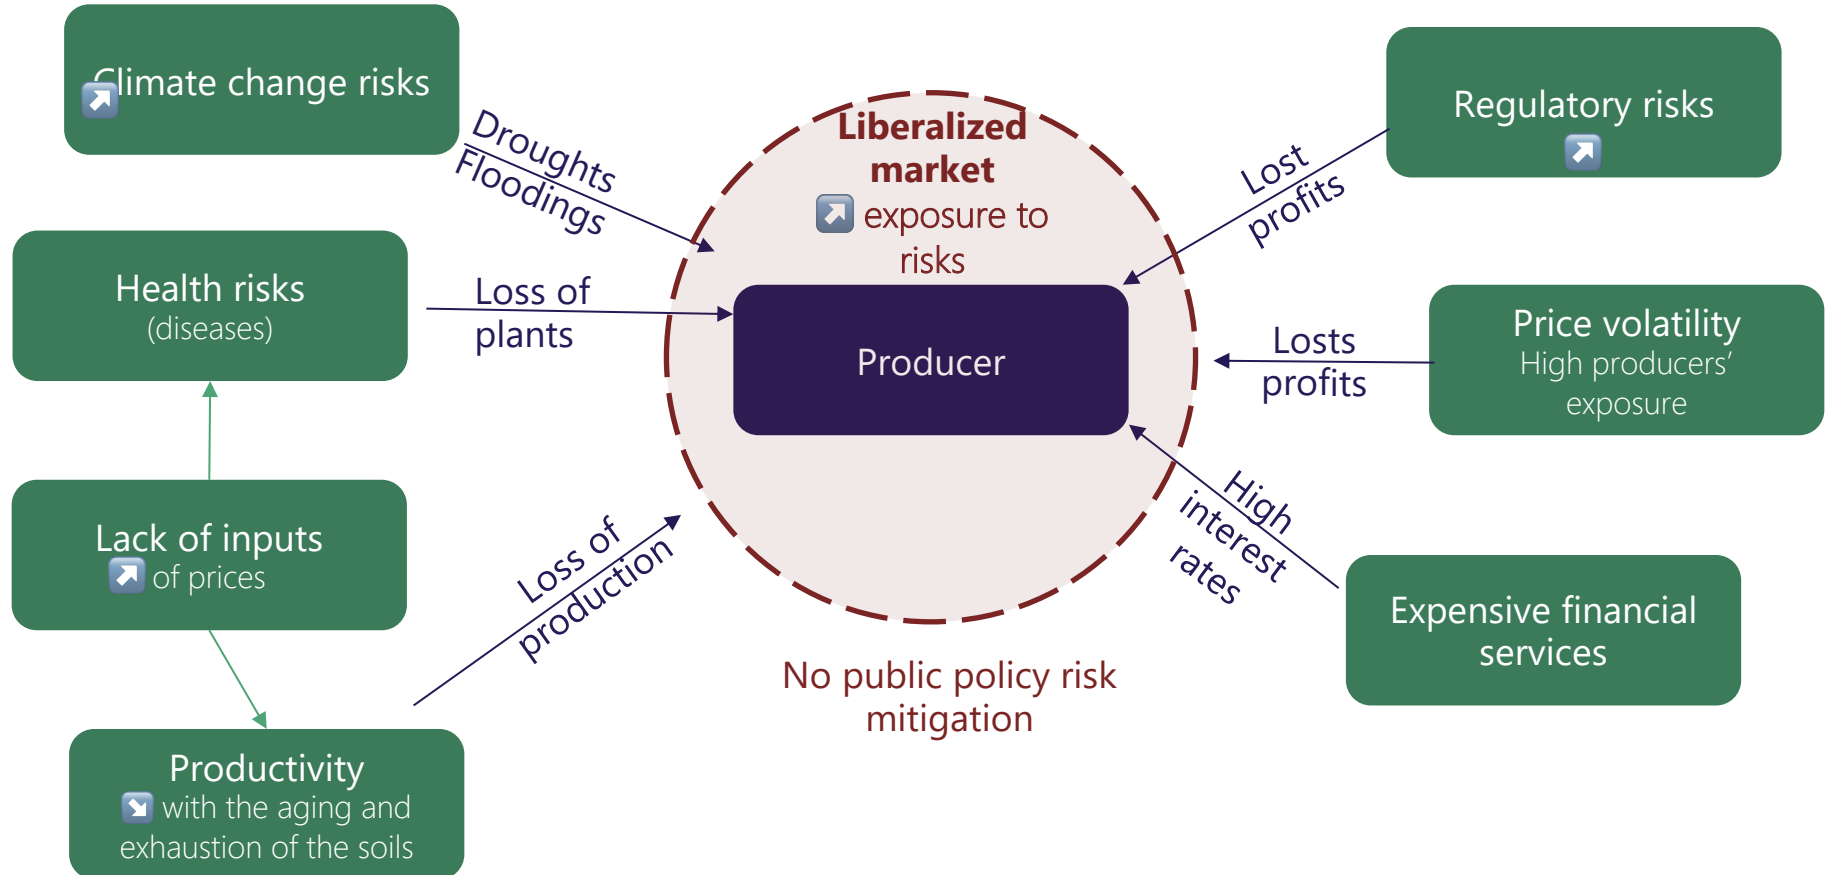 Climate change risks
↗
Droughts
Floodings
Health risks
(diseases)
Loss of
plants
Lack of inputs
↗ of prices
Loss of
production
Productivity
↘ with the aging and
exhaustion of the soils
Liberalized
market
↗ exposure to
risks
Producer
No public policy risk
mitigation
Regulatory risks
↗
Lost
profits
Price volatility
High producers’
exposure
Losts
profits
High
interest
rates
Expensive financial
services